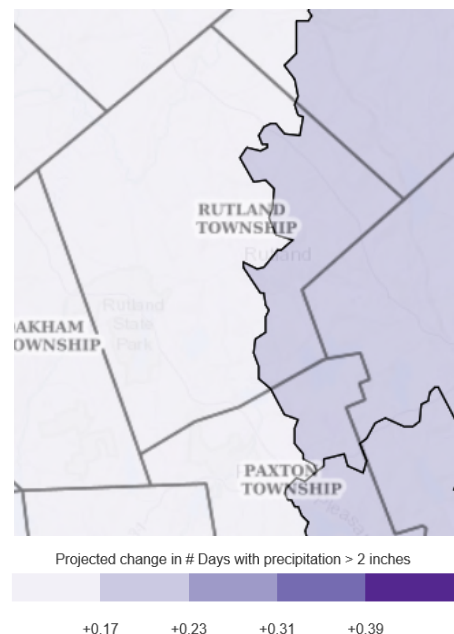 RUTLAND
TOWNSHIP
Rutland
Rutland
State
Park
AKHAM
OWNSHIP
PAXTON
TOWNSHIP
Projected change in # Days with precipitation > 2 inches
+0.17 +0.23 +0.31 +0.39